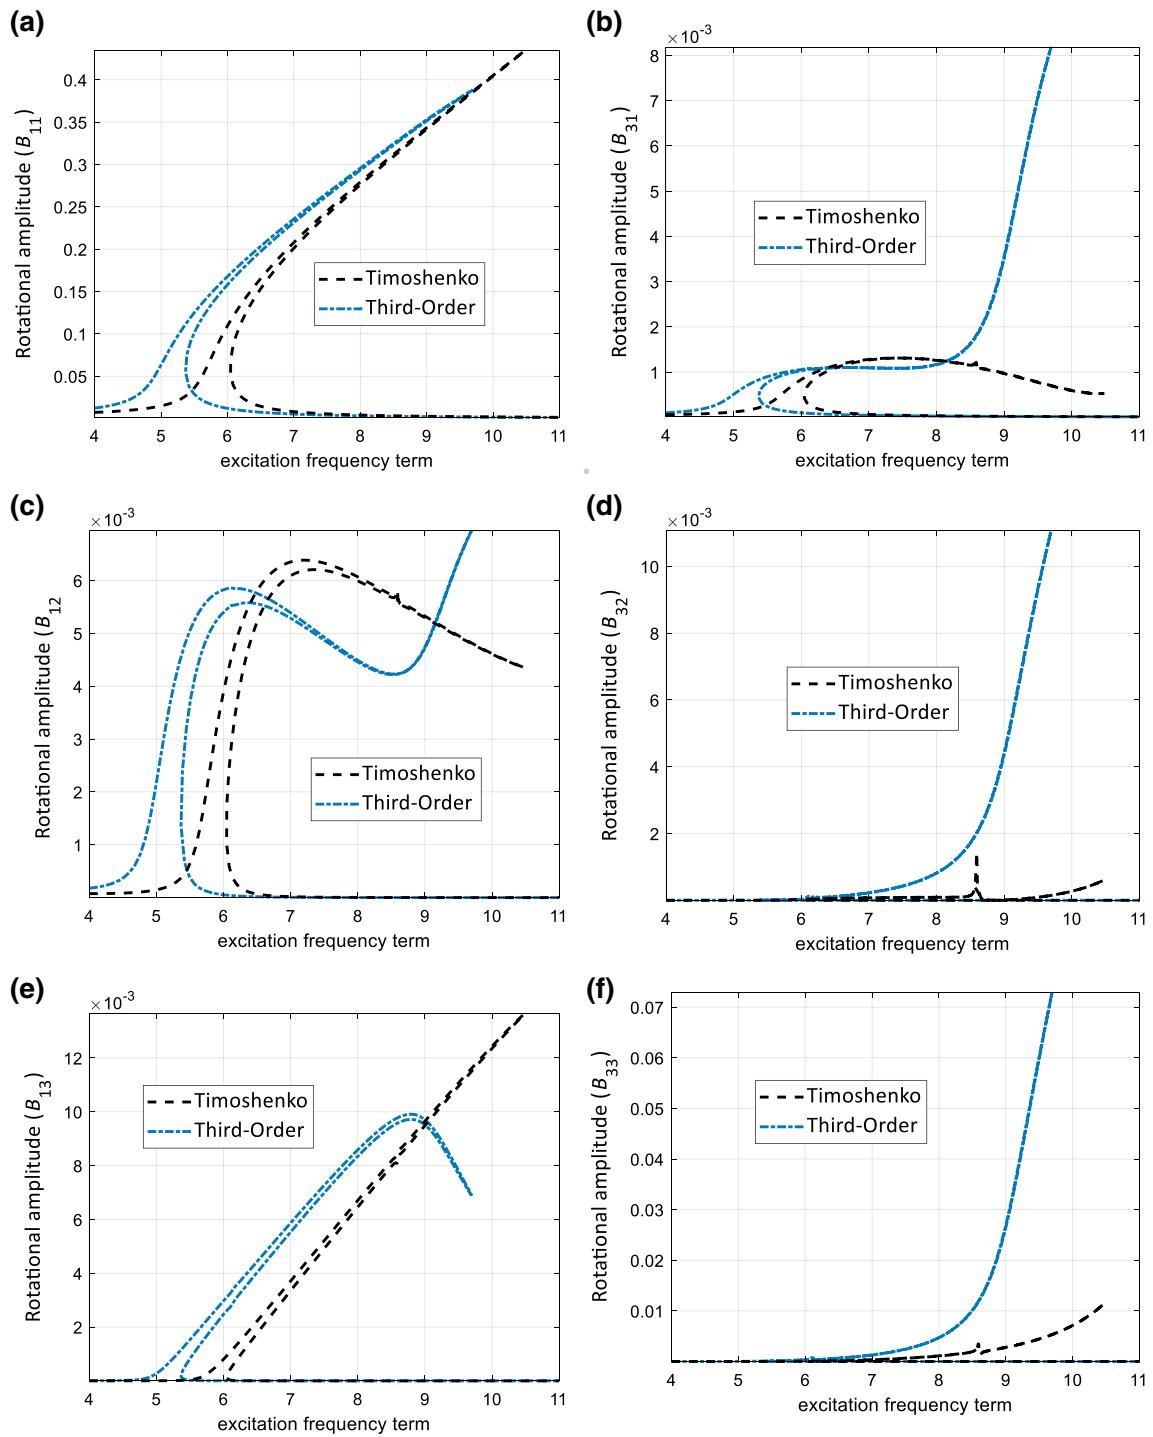 (a)
0.4
0.35
0.3
0.25
0.2
0.15
0.1
0.05
Rotational amplitude (B11)
Timoshenko
Third-Order
4 5 6 7 8 9 10 11
excitation frequency term
(b)
×10-3
8
7
6
5
4
3
2
1
Rotational amplitude (B31)
Timoshenko
Third-Order
4 5 6 7 8 9 10 11
excitation frequency term
(c)
×10-3
6
5
4
3
2
1
Rotational amplitude (B12
Timoshenko
Third-Order
4 5 6 7 8 9 10 11
excitation frequency term
(d)
×10-3
10
8
6
4
2
Rotational amplitude (B32)
Timoshenko
Third-Order
4 5 6 7 8 9 10 11
excitation frequency term
(e)
×10-3
12
10
8
6
4
2
Rotational amplitude (B13)
Timoshenko
Third-Order
4 5 6 7 8 9 10 11
excitation frequency term
(f)
0.07
0.06
0.05
0.04
0.03
0.02
0.01
Rotational amplitude (B33)
Timoshenko
Third-Order
4 5 6 7 8 9 10 11
excitation frequency term